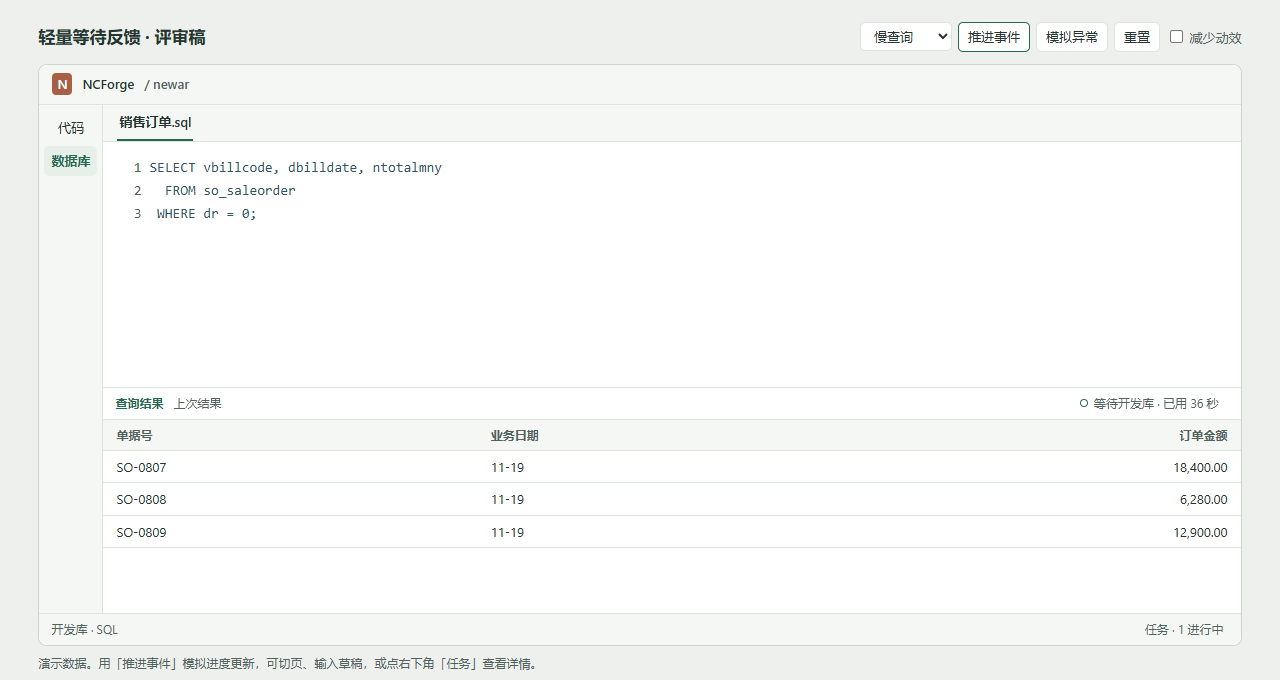 轻量等待反馈 · 评审稿
慢查询 推进事件 模拟异常 重置 减少动效
N NCForge / newar
代码
数据库
销售订单.sql
1 SELECT vbillcode, dbilldate, ntotalmny
2 FROM so_saleorder
3 WHERE dr = 0;
查询结果 上次结果 等待开发库 · 已用 36 秒
单据号 业务日期 订单金额
SO-0807 11-19 18,400.00
SO-0808 11-19 6,280.00
SO-0809 11-19 12,900.00
开发库 · SQL 任务 · 1 进行中
演示数据。用「推进事件」模拟进度更新，可切页、输入草稿，或点右下角「任务」查看详情。